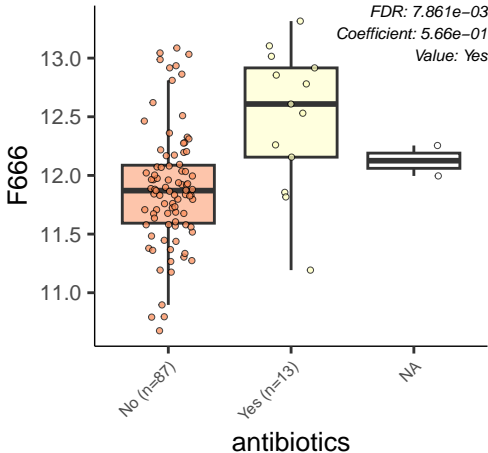 FDR: 7.861e−03
Coefficient: 5.66e−01
Value: Yes
F666
13.0
12.5
12.0
11.5
11.0
No (n=87)
Yes (n=13)
NA
antibiotics